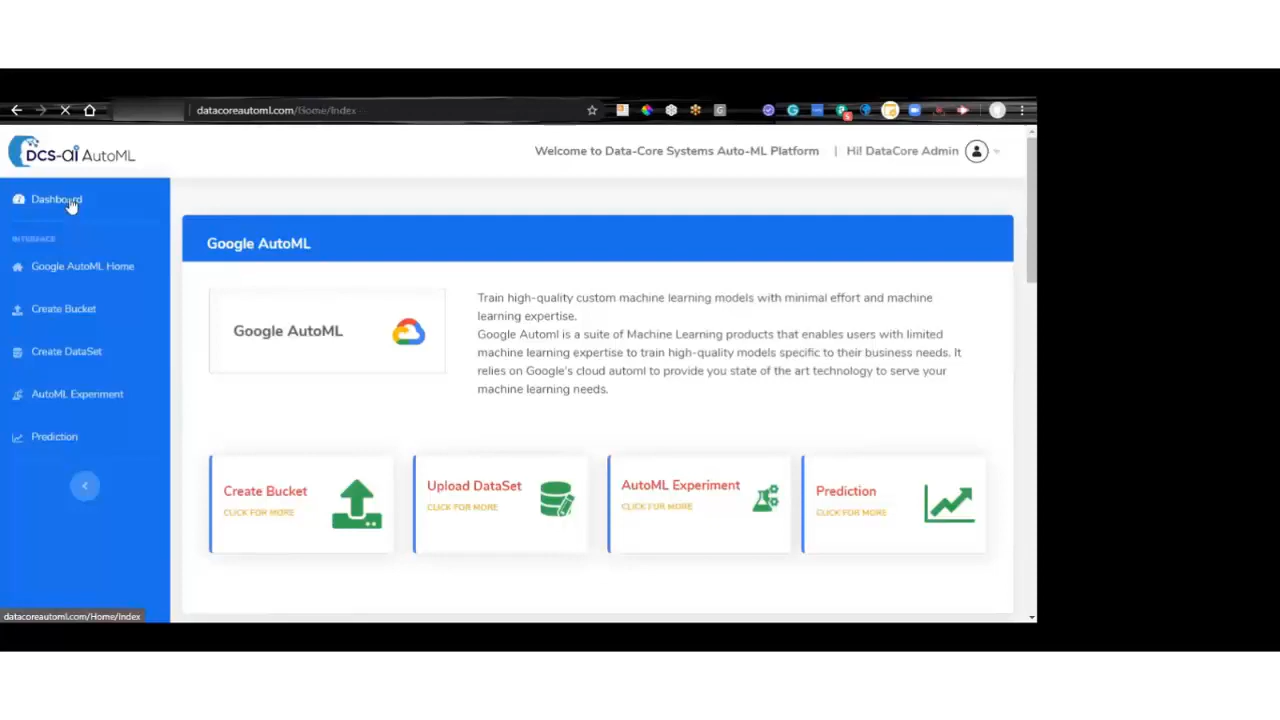 datacoreautoml.com/Home/Index
DCS-ai AutoML
Welcome to Data-Core Systems Auto-ML Platform | Hi! DataCore Admin
Dashboard
INTERFACE
Google AutoML Home
Create Bucket
Create DataSet
AutoML Experiment
Prediction
Google AutoML
Google AutoML
Train high-quality custom machine learning models with minimal effort and machine
learning expertise.
Google Automl is a suite of Machine Learning products that enables users with limited
machine learning expertise to train high-quality models specific to their business needs. It
relies on Google's cloud automl to provide you state of the art technology to serve your
machine learning needs.
Create Bucket
CLICK FOR MORE
Upload DataSet
CLICK FOR MORE
AutoML Experiment
CLICK FOR MORE
Prediction
CLICK FOR MORE
datacoreautoml.com/Home/Index